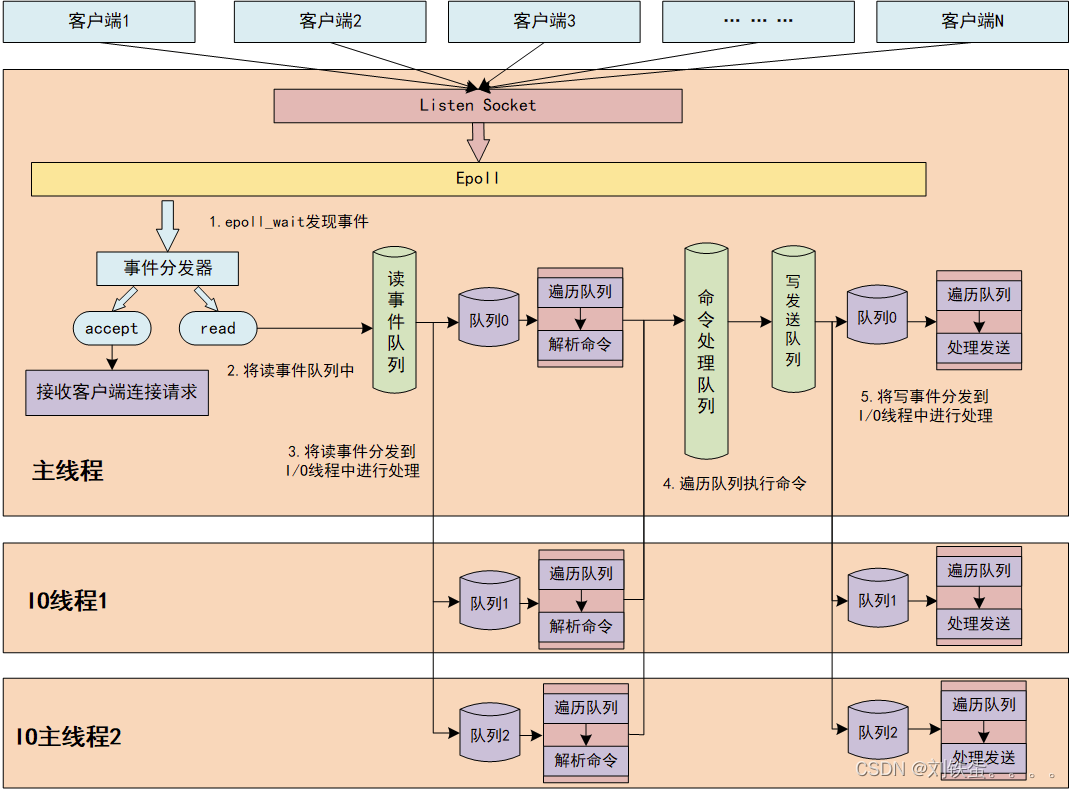 客户端1
客户端2
客户端3
… … …
客户端N
Listen Socket
Epoll
1.epoll_wait发现事件
事件分发器
accept
read
接收客户端连接请求
2.将读事件队列中
读事件队列
3.将读事件分发到
I/O线程中进行处理
队列0
遍历队列
解析命令
命令处理队列
4.遍历队列执行命令
写发送队列
队列0
遍历队列
处理发送
5.将写事件分发到
I/O线程中进行处理
主线程
IO线程1
队列1
遍历队列
解析命令
队列1
遍历队列
处理发送
IO主线程2
队列2
遍历队列
解析命令
队列2
遍历队列
处理发送
CSDN @刘铁蛋。。。。